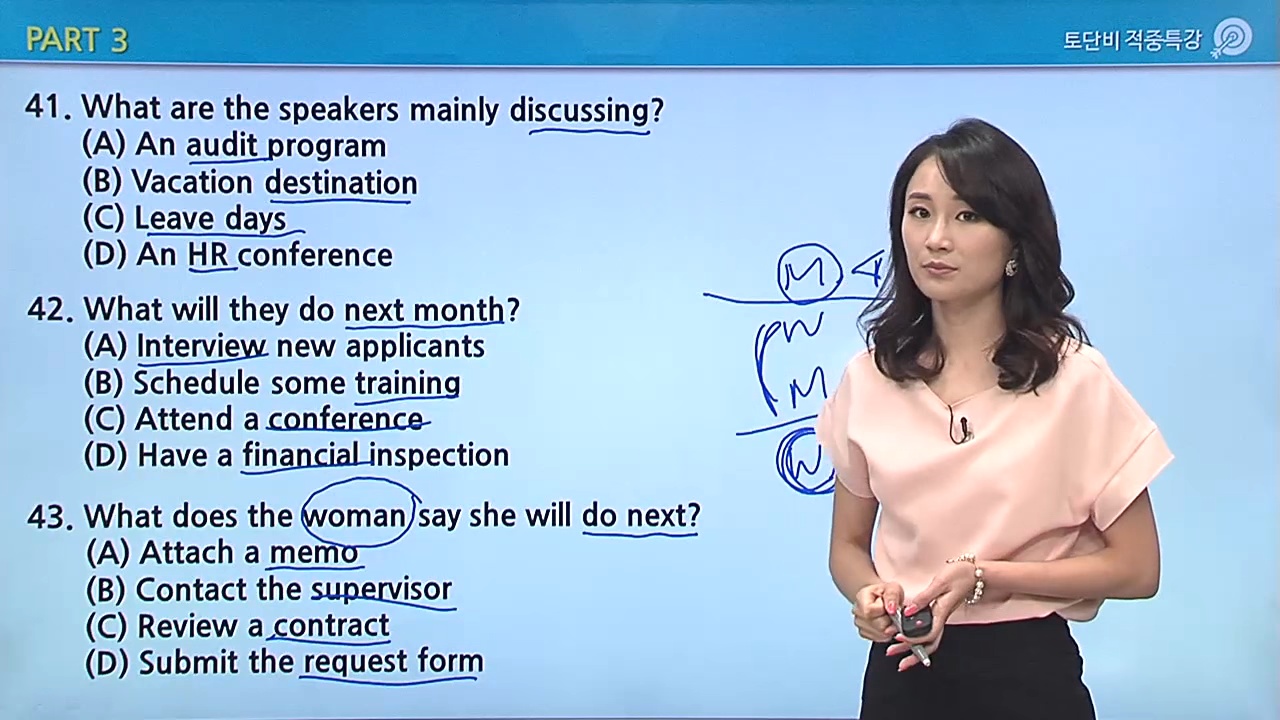 PART 3
토단비 적중특강
41. What are the speakers mainly discussing?
(A) An audit program
(B) Vacation destination
(C) Leave days
(D) An HR conference
42. What will they do next month?
(A) Interview new applicants
(B) Schedule some training
(C) Attend a conference
(D) Have a financial inspection
43. What does the woman say she will do next?
(A) Attach a memo
(B) Contact the supervisor
(C) Review a contract
(D) Submit the request form
M
W
M
W